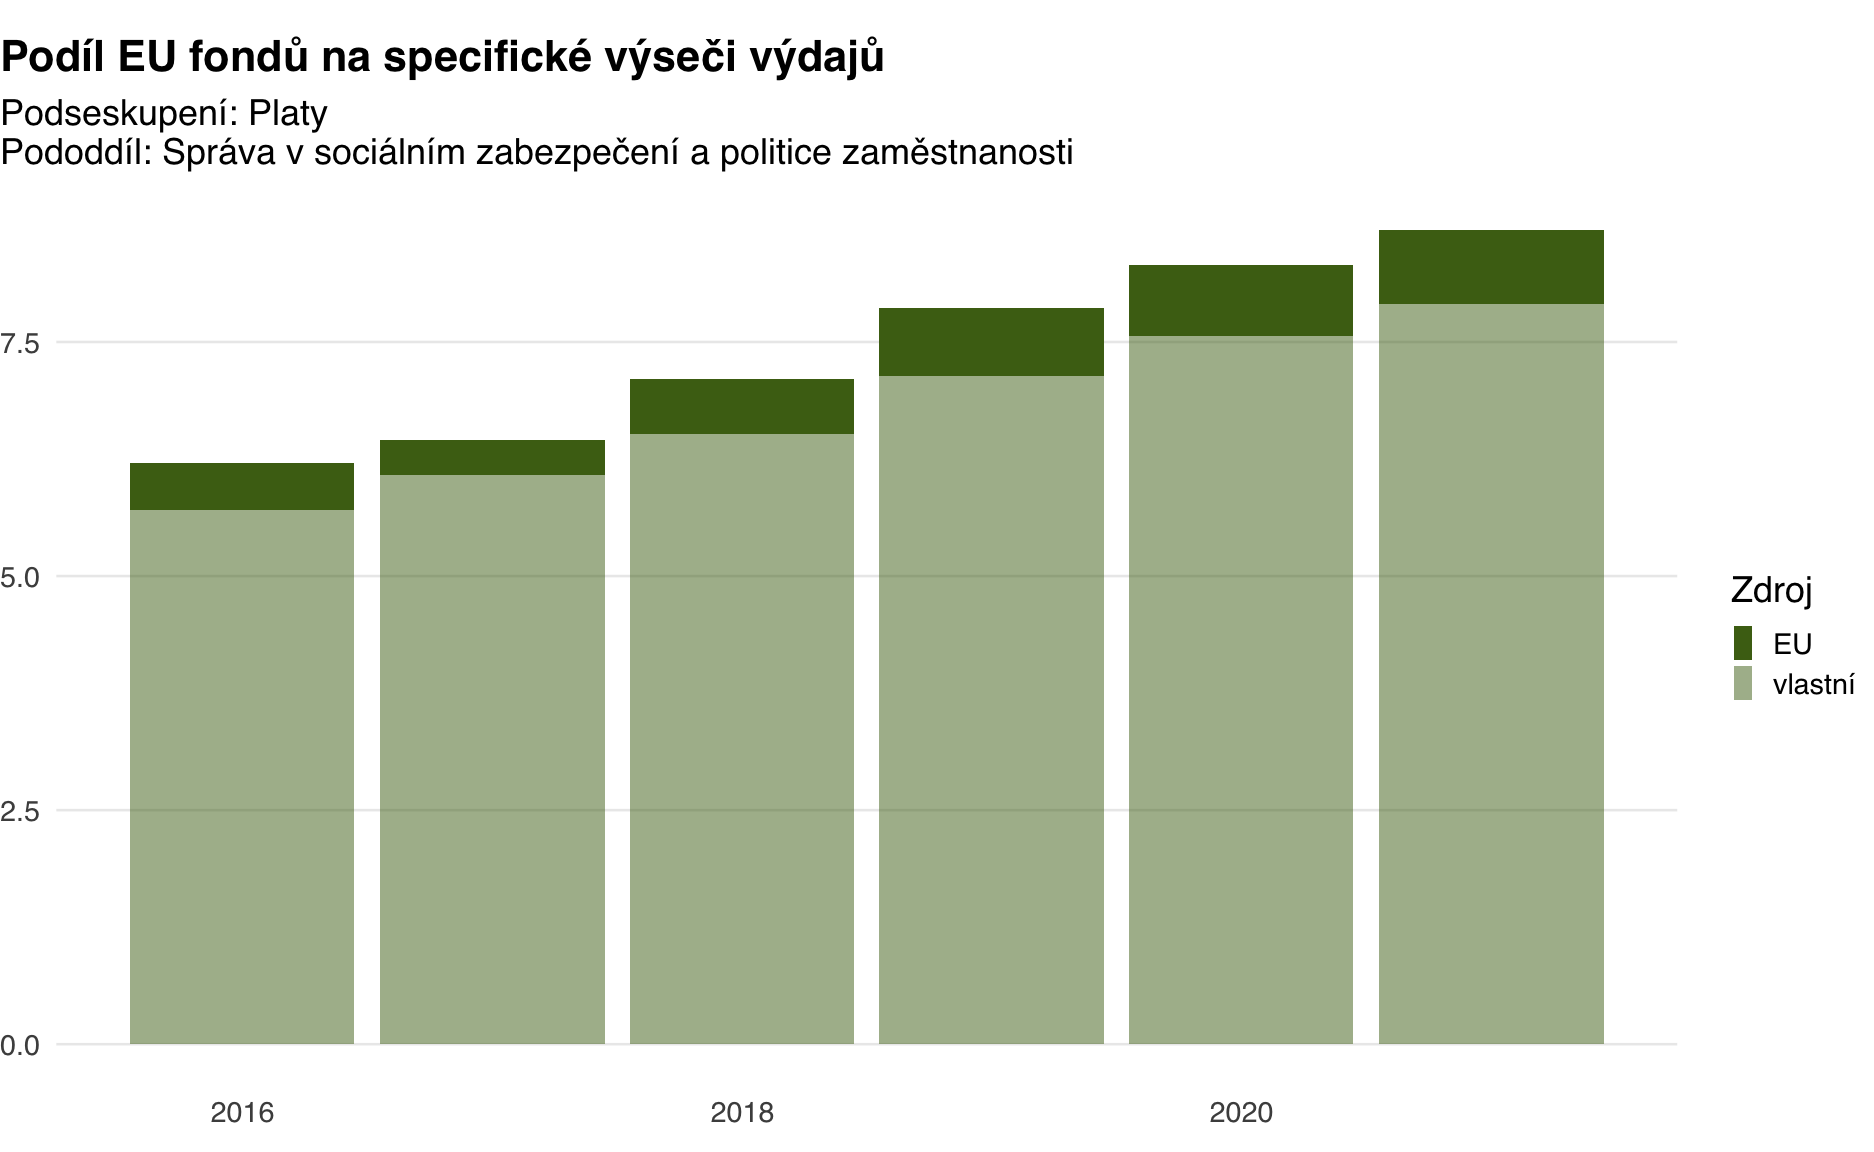 Podíl EU fondů na specifické výseči výdajů
Podseskupení: Platy
Pododdíl: Správa v sociálním zabezpečení a politice zaměstnanosti
7.5
5.0
2.5
0.0
2016
2018
2020
Zdroj
EU
vlastní